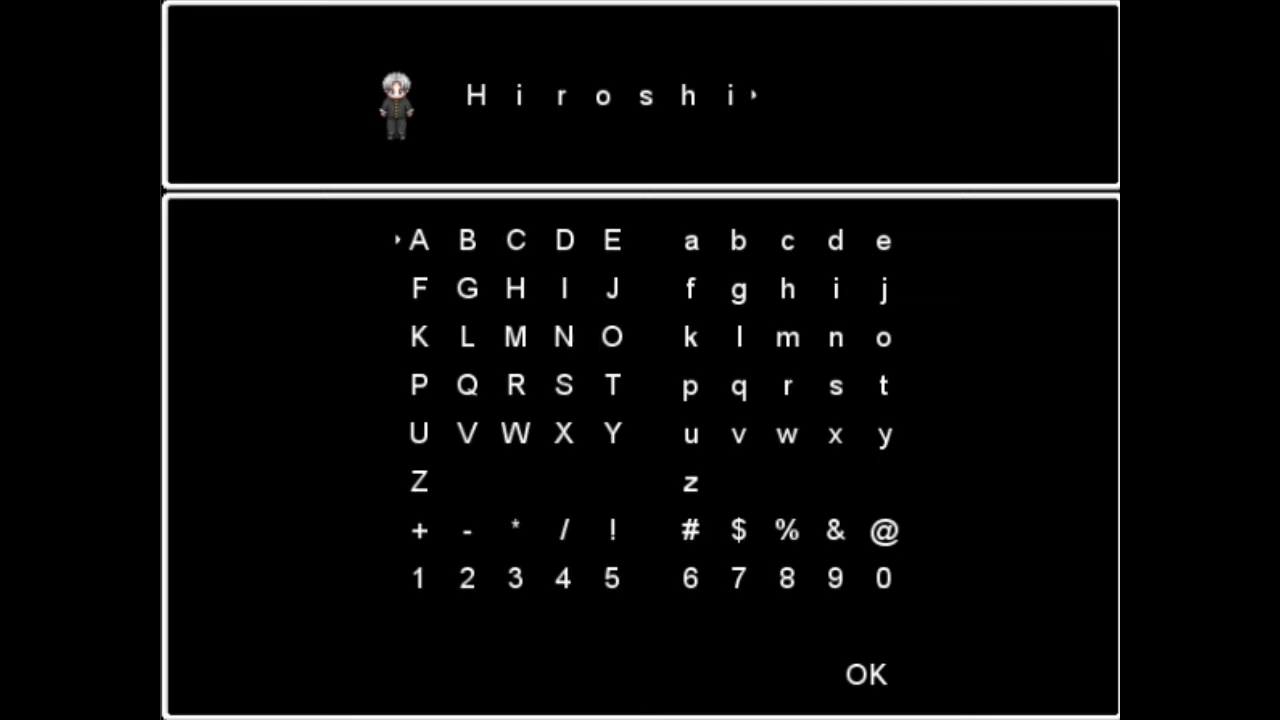 Hiroshi
A B C D E a b c d e
F G H I J f g h i j
K L M N O k l m n o
P Q R S T p q r s t
U V W X Y u v w x y
Z z
+ - * / ! # $ % & @
1 2 3 4 5 6 7 8 9 0
OK